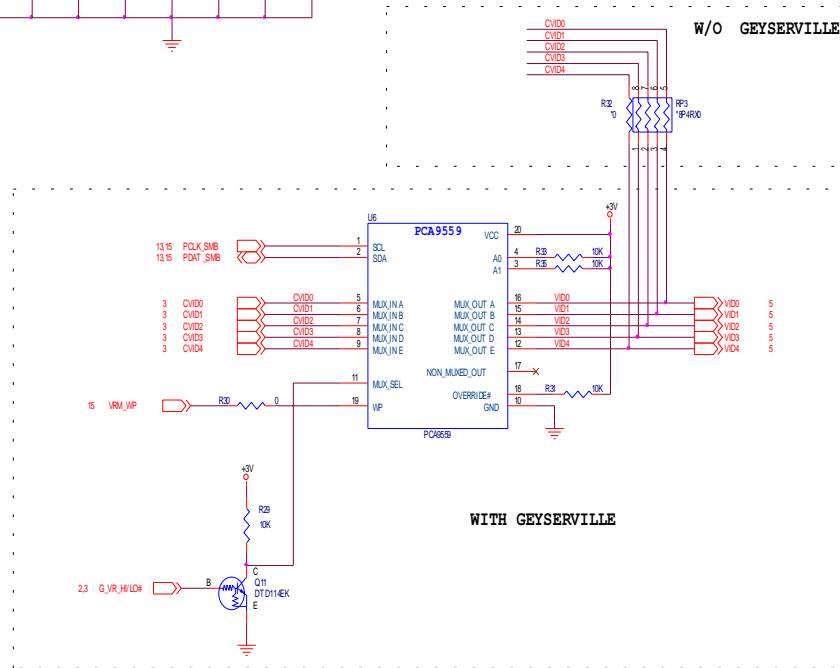 W/O GEYSERVILLE
CVID0
CVID1
CVID2
CVID3
CVID4
8 7 6 5
R32
*0
RP3
*8P4RX0
1 2 3 4
+3V
U6
PCA9559
VCC 20
13,15 PCLK_SMB 1 SCL
13,15 PDAT_SMB 2 SDA
A0 4 R33 10K
A1 3 R35 10K
3 CVID0 CVID0 5 MUX_IN A MUX_OUT A 16 VID0 VID0 5
3 CVID1 CVID1 6 MUX_IN B MUX_OUT B 15 VID1 VID1 5
3 CVID2 CVID2 7 MUX_IN C MUX_OUT C 14 VID2 VID2 5
3 CVID3 CVID3 8 MUX_IN D MUX_OUT D 13 VID3 VID3 5
3 CVID4 CVID4 9 MUX_IN E MUX_OUT E 12 VID4 VID4 5
NON_MUXED_OUT 17
11 MUX_SEL
OVERRIDE# 18 R31 10K
15 VRM_WP R30 0 19 WP
GND 10
PCA9559
+3V
R29
10K
WITH GEYSERVILLE
2,3 G_VR_HI/LO# B
C
Q11
DTD114EK
E